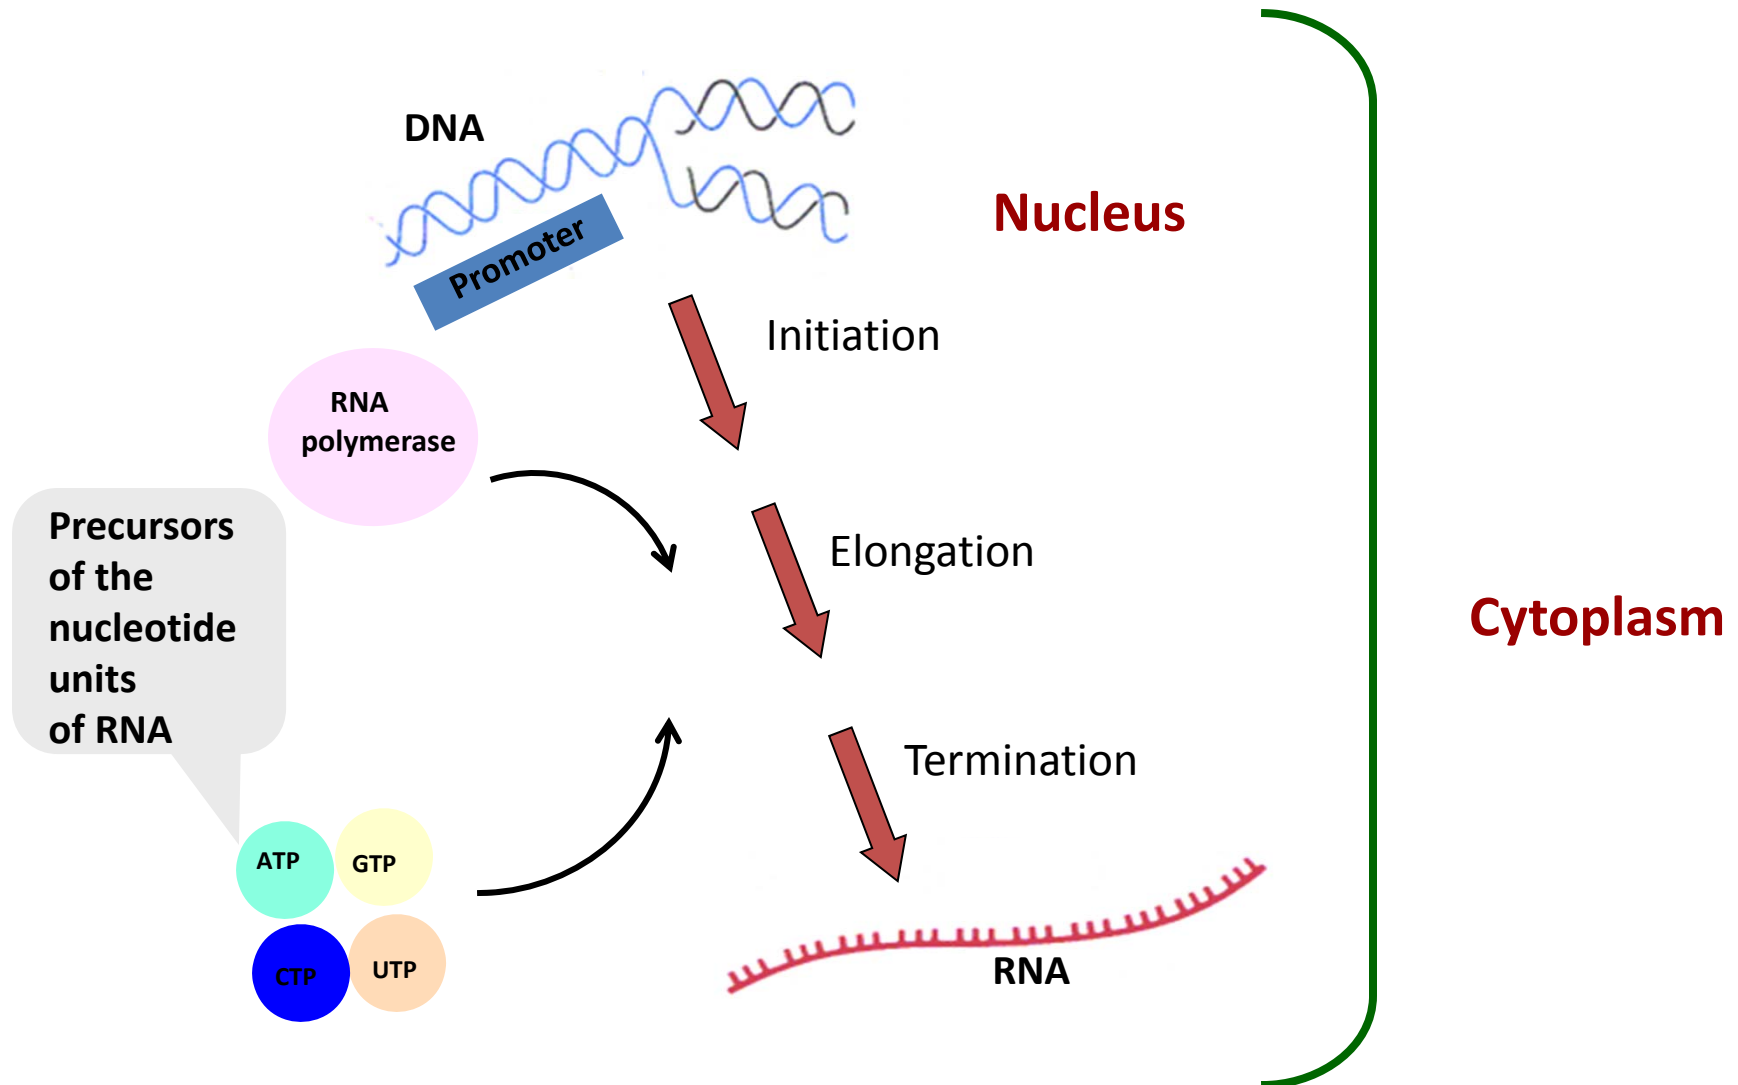 DNA
Nucleus
Promoter
Initiation
RNA
polymerase
Precursors
of the
nucleotide
units
of RNA
Elongation
Cytoplasm
Termination
ATP
GTP
CTP
UTP
RNA